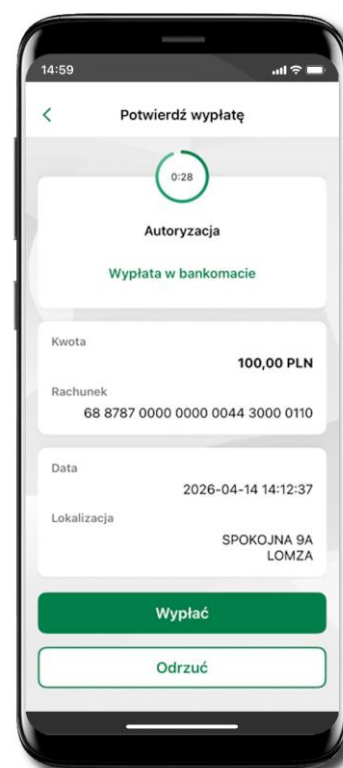 14:59
Potwierdź wypłatę
0:28
Autoryzacja
Wypłata w bankomacie
Kwota
100,00 PLN
Rachunek
68 8787 0000 0000 0044 3000 0110
Data
2026-04-14 14:12:37
Lokalizacja
SPOKOJNA 9A
LOMZA
Wypłać
Odrzuć